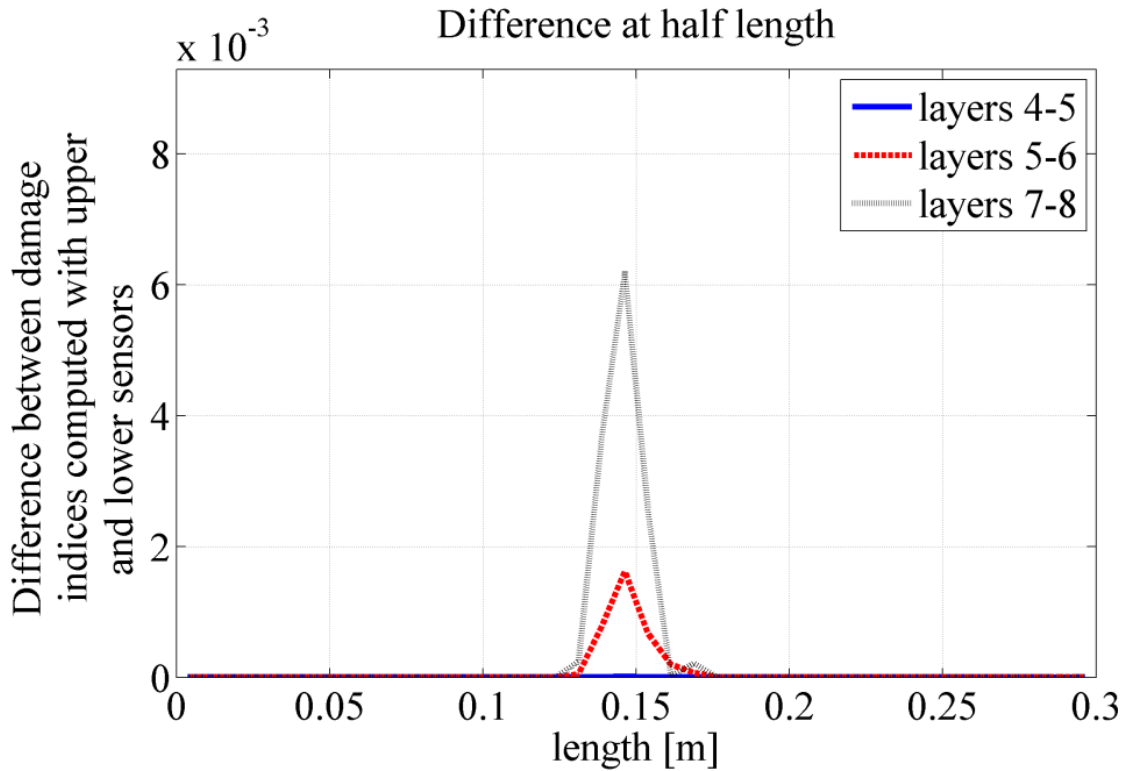 Difference at half length
x 10^-3
Difference between damage
indices computed with upper
and lower sensors
8
6
4
2
0
layers 4-5
layers 5-6
layers 7-8
0 0.05 0.1 0.15 0.2 0.25 0.3
length [m]